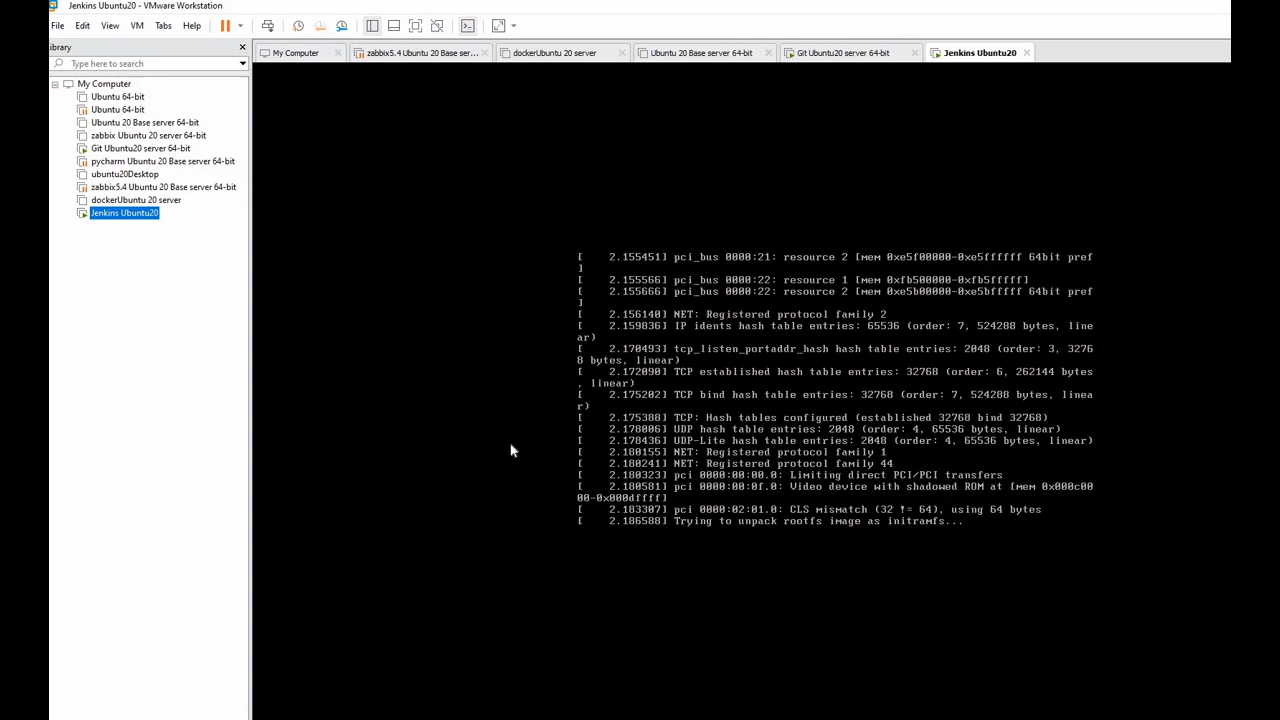 Jenkins Ubuntu20 - VMware Workstation
File Edit View VM Tabs Help
ibrary
Type here to search
My Computer
Ubuntu 64-bit
Ubuntu 64-bit
Ubuntu 20 Base server 64-bit
zabbix Ubuntu 20 server 64-bit
Git Ubuntu20 server 64-bit
pycharm Ubuntu 20 Base server 64-bit
ubuntu20Desktop
zabbix5.4 Ubuntu 20 Base server 64-bit
dockerUbuntu 20 server
Jenkins Ubuntu20
My Computer zabbix5.4 Ubuntu 20 Base ser... dockerUbuntu 20 server Ubuntu 20 Base server 64-bit Git Ubuntu20 server 64-bit Jenkins Ubuntu20
[ 2.155451] pci_bus 0000:21: resource 2 [mem 0xe5f00000-0xe5ffffff 64bit pref
]
[ 2.155566] pci_bus 0000:22: resource 1 [mem 0xfb500000-0xfb5fffff]
[ 2.155666] pci_bus 0000:22: resource 2 [mem 0xe5b00000-0xe5bfffff 64bit pref
]
[ 2.156140] NET: Registered protocol family 2
[ 2.159836] IP idents hash table entries: 65536 (order: 7, 524288 bytes, line
ar)
[ 2.170493] tcp_listen_portaddr_hash hash table entries: 2048 (order: 3, 3276
8 bytes, linear)
[ 2.172090] TCP established hash table entries: 32768 (order: 6, 262144 bytes
, linear)
[ 2.175202] TCP bind hash table entries: 32768 (order: 7, 524288 bytes, linea
r)
[ 2.175388] TCP: Hash tables configured (established 32768 bind 32768)
[ 2.178006] UDP hash table entries: 2048 (order: 4, 65536 bytes, linear)
[ 2.178436] UDP-Lite hash table entries: 2048 (order: 4, 65536 bytes, linear)
[ 2.180155] NET: Registered protocol family 1
[ 2.180241] NET: Registered protocol family 44
[ 2.180323] pci 0000:00:00.0: Limiting direct PCI/PCI transfers
[ 2.180581] pci 0000:00:0f.0: Video device with shadowed ROM at [mem 0x000c00
00-0x000dffff]
[ 2.183307] pci 0000:02:01.0: CLS mismatch (32 != 64), using 64 bytes
[ 2.186588] Trying to unpack rootfs image as initramfs...